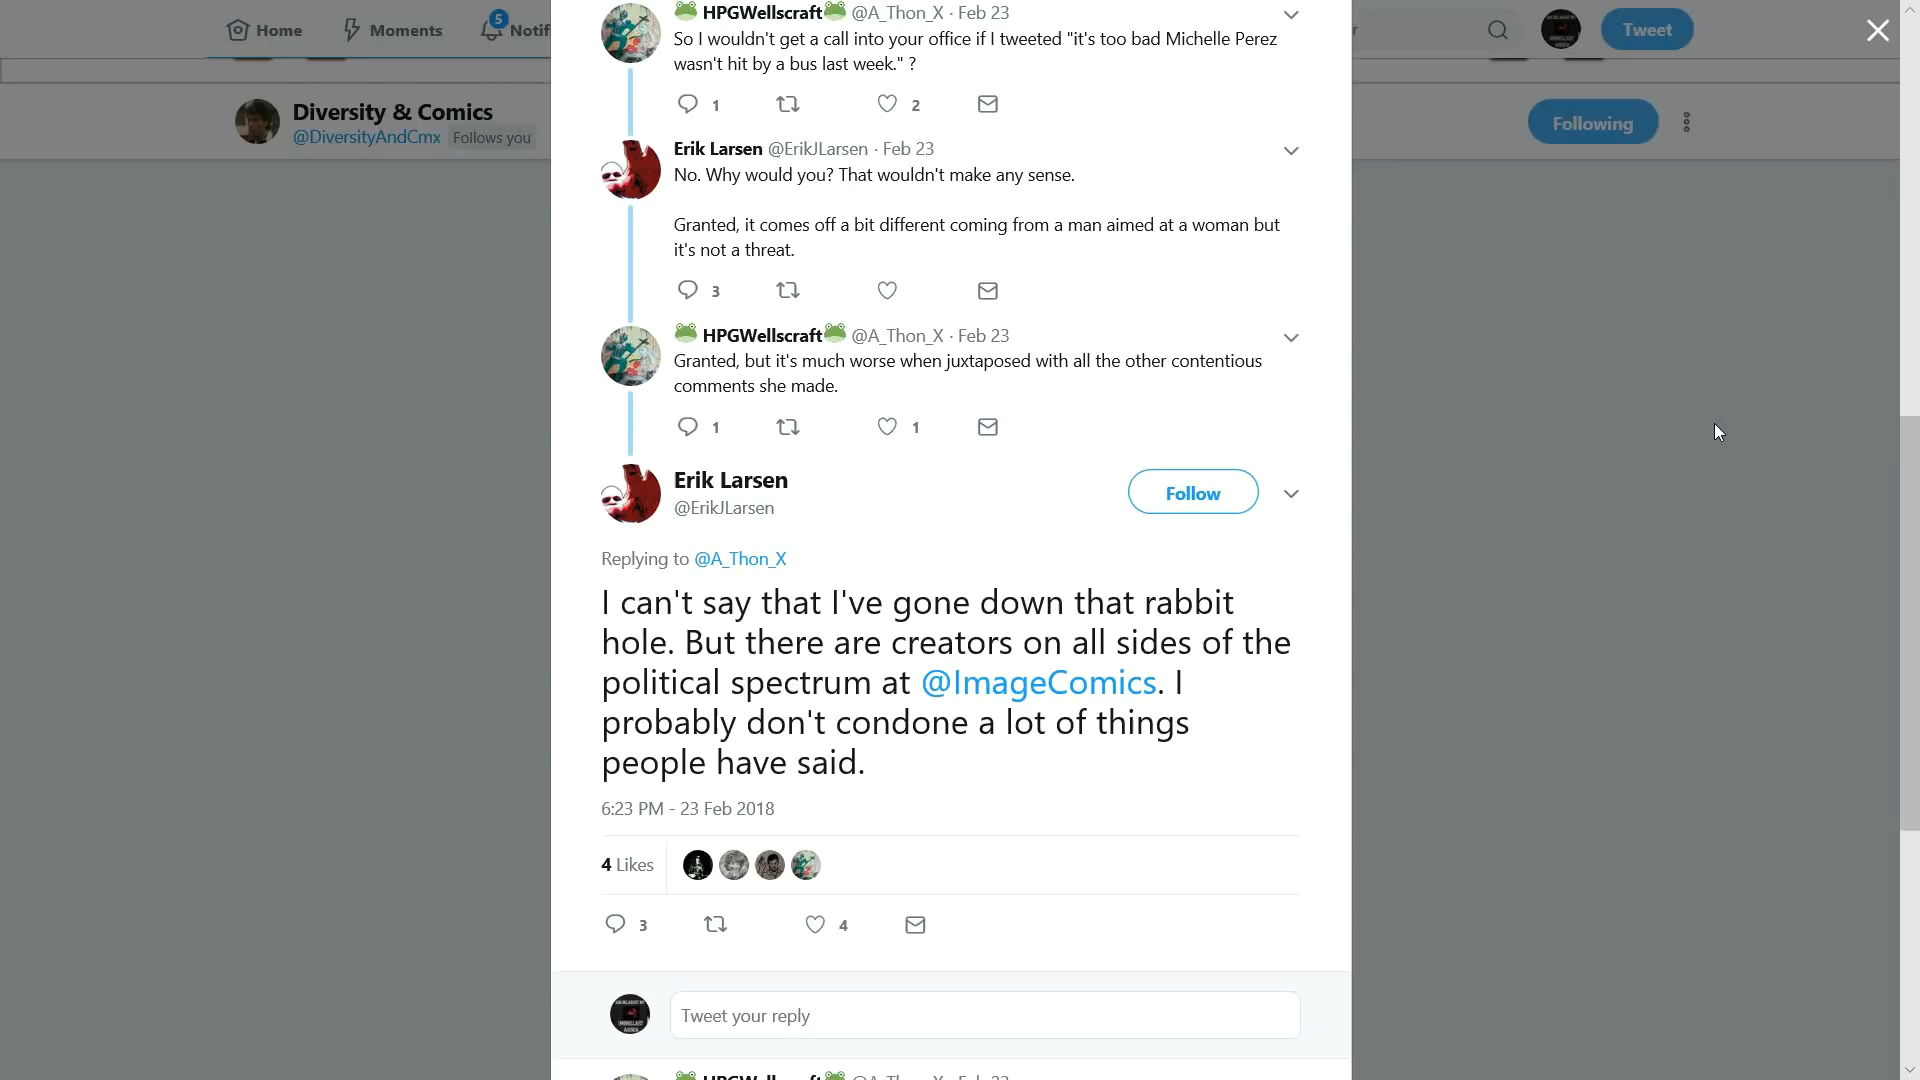 Home
Moments
5
Notif
r
Tweet
Diversity & Comics
@DiversityAndCmx Follows you
Following
HPGWellscraft @A_Thon_X · Feb 23
So I wouldn't get a call into your office if I tweeted "it's too bad Michelle Perez
wasn't hit by a bus last week." ?
1 2
Erik Larsen @ErikJLarsen · Feb 23
No. Why would you? That wouldn't make any sense.
Granted, it comes off a bit different coming from a man aimed at a woman but
it's not a threat.
3
HPGWellscraft @A_Thon_X · Feb 23
Granted, but it's much worse when juxtaposed with all the other contentious
comments she made.
1 1
Erik Larsen
@ErikJLarsen
Follow
Replying to @A_Thon_X
I can't say that I've gone down that rabbit
hole. But there are creators on all sides of the
political spectrum at @ImageComics. I
probably don't condone a lot of things
people have said.
6:23 PM - 23 Feb 2018
4 Likes
3 4
Tweet your reply
HPGWellscraft @A_Thon_X · Feb 23